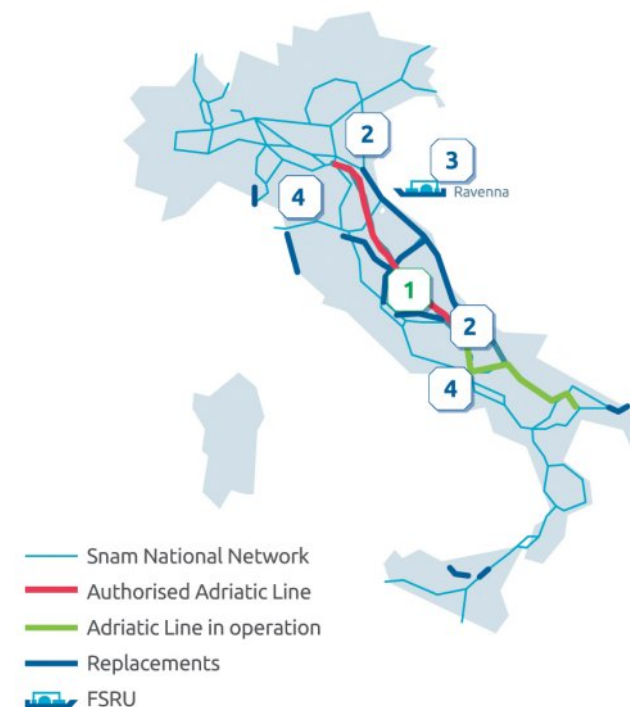 2
3
Ravenna
4
1
2
4
Snam National Network
Authorised Adriatic Line
Adriatic Line in operation
Replacements
FSRU